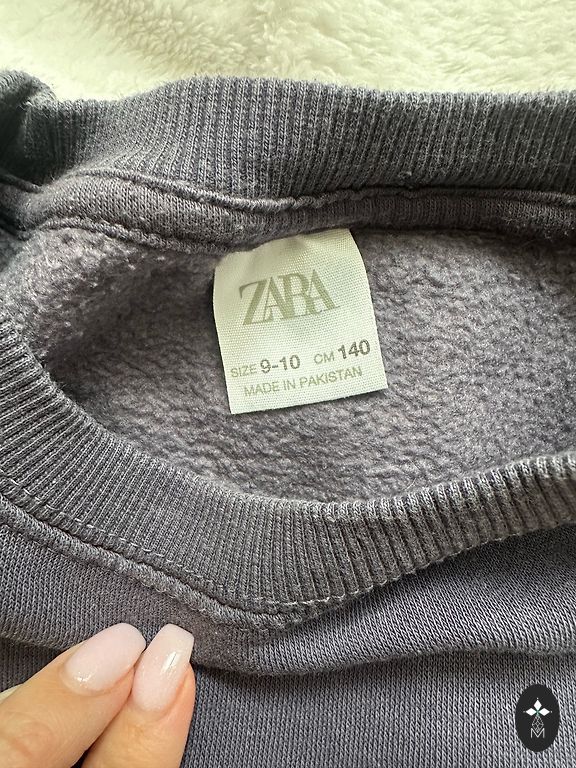 ZARA
SIZE 9-10 CM 140
MADE IN PAKISTAN
M